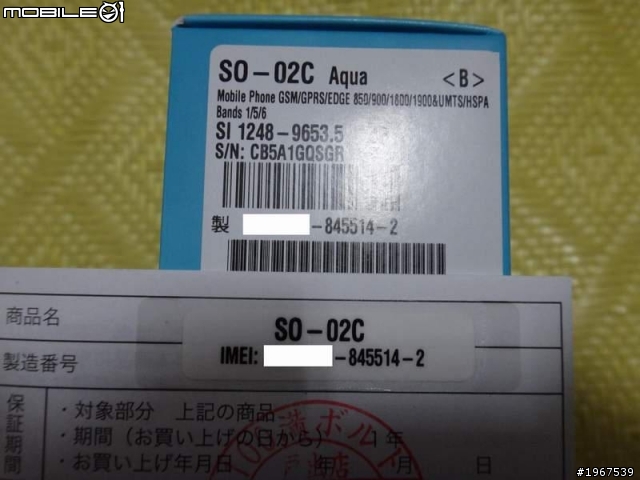 MOBILE01
SO-02C Aqua <B>
Mobile Phone GSM/GPRS/EDGE 850/900/1800/1900&UMTS/HSPA
Bands 1/5/6
SI 1248-9653.5
S/N: CB5A1GQSGR
製 -845514-2
商品名 SO-02C
製造番号 IMEI: -845514-2
保証期間
・対象部分 上記の商品
・期間（お買い上げの日から） 1年
・お買い上げ年月日 年 月 日
#1967539